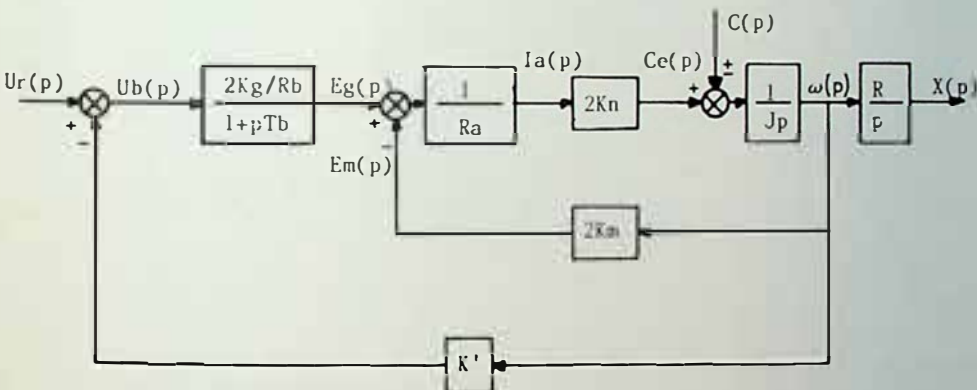 C(p)
Ur(p)
Ub(p)
2Kg/Rb
1+pTb
Eg(p)
1
Ra
Ia(p)
2Kn
Ce(p)
1
Jp
ω(p)
R
p
X(p)
+
-
+
-
+
±
Em(p)
2Km
K'